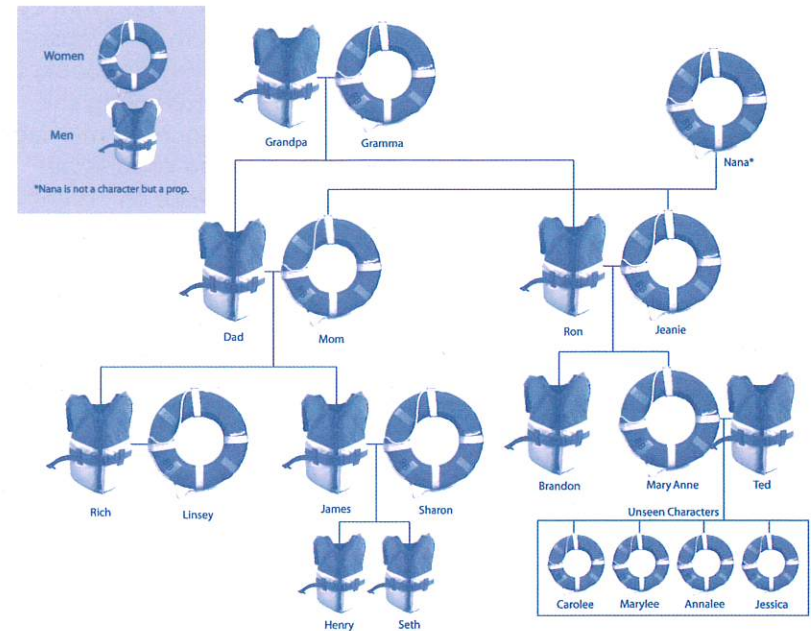 Women
Men
*Nana is not a character but a prop.
Grandpa
Gramma
Nana*
Dad
Mom
Ron
Jeanie
Rich
Linsey
James
Sharon
Brandon
Mary Anne
Ted
Unseen Characters
Henry
Seth
Carolee
Marylee
Annalee
Jessica